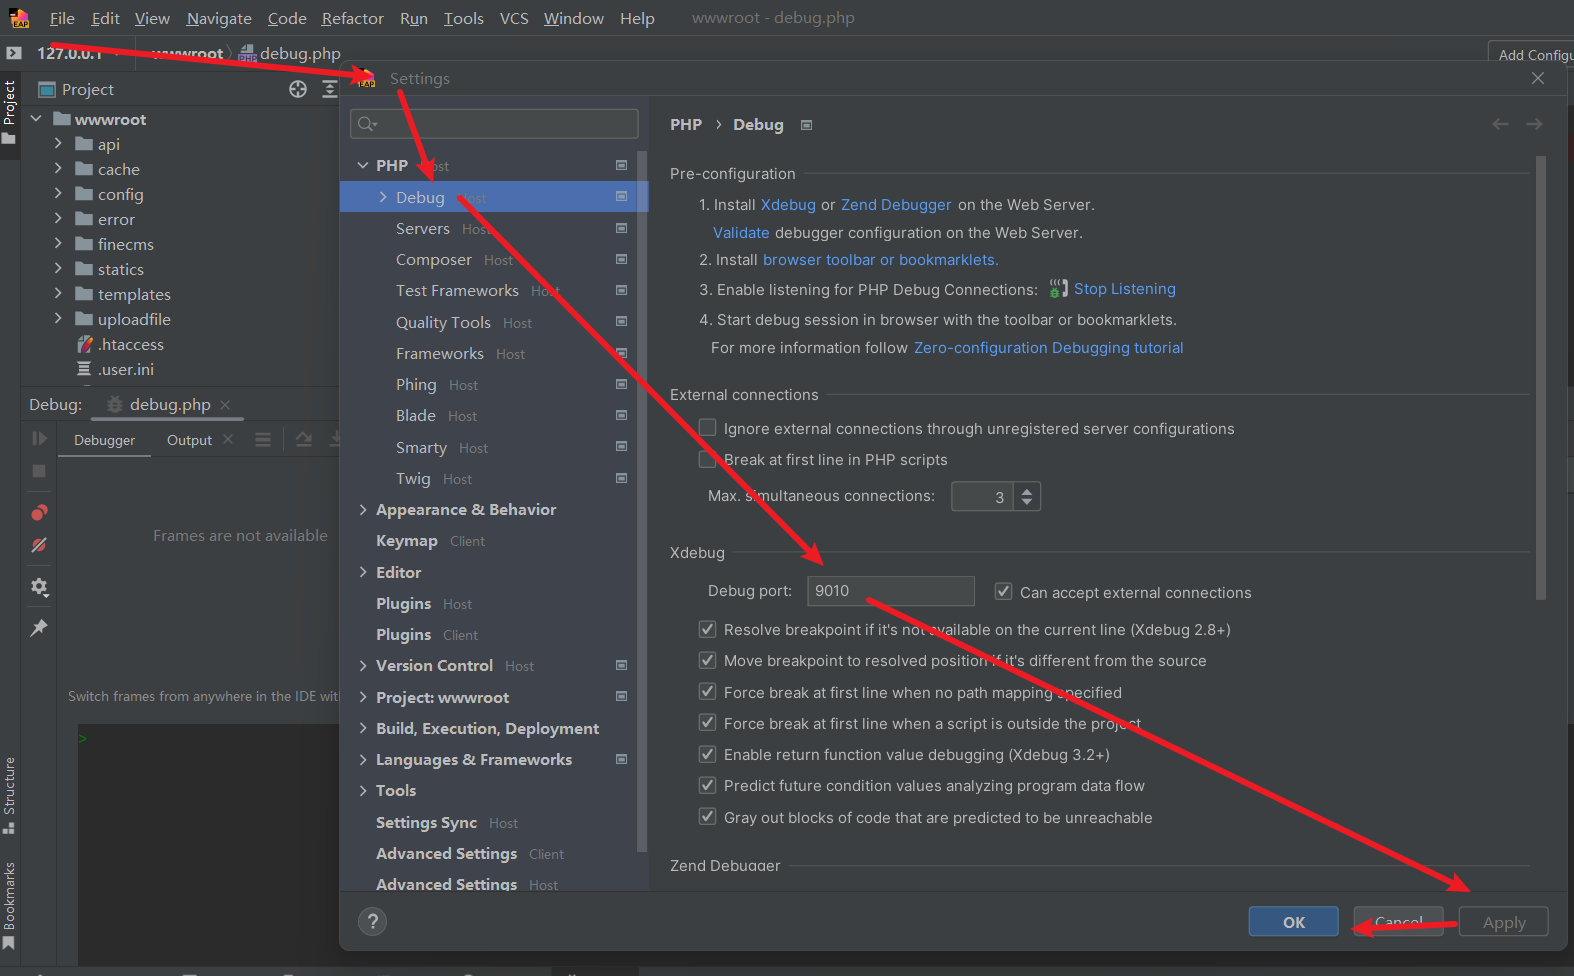 File Edit View Navigate Code Refactor Run Tools VCS Window Help wwwroot - debug.php
127.0.0.1 wwwroot debug.php Add Configu
Project
Project
wwwroot
api
cache
config
error
finecms
statics
templates
uploadfile
.htaccess
.user.ini
Debug: debug.php
Debugger Output
Frames are not available
Switch frames from anywhere in the IDE wit
>
Structure
Bookmarks
EAP Settings
PHP Host
Debug Host
Servers Host
Composer Host
Test Frameworks Host
Quality Tools Host
Frameworks Host
Phing Host
Blade Host
Smarty Host
Twig Host
Appearance & Behavior
Keymap Client
Editor
Plugins Host
Plugins Client
Version Control Host
Project: wwwroot
Build, Execution, Deployment
Languages & Frameworks
Tools
Settings Sync Host
Advanced Settings Client
Advanced Settings Host
PHP › Debug
Pre-configuration
1. Install Xdebug or Zend Debugger on the Web Server.
Validate debugger configuration on the Web Server.
2. Install browser toolbar or bookmarklets.
3. Enable listening for PHP Debug Connections: Stop Listening
4. Start debug session in browser with the toolbar or bookmarklets.
For more information follow Zero-configuration Debugging tutorial
External connections
Ignore external connections through unregistered server configurations
Break at first line in PHP scripts
Max. simultaneous connections: 3
Xdebug
Debug port: 9010 Can accept external connections
Resolve breakpoint if it's not available on the current line (Xdebug 2.8+)
Move breakpoint to resolved position if it's different from the source
Force break at first line when no path mapping specified
Force break at first line when a script is outside the project
Enable return function value debugging (Xdebug 3.2+)
Predict future condition values analyzing program data flow
Gray out blocks of code that are predicted to be unreachable
Zend Debugger
? OK Cancel Apply